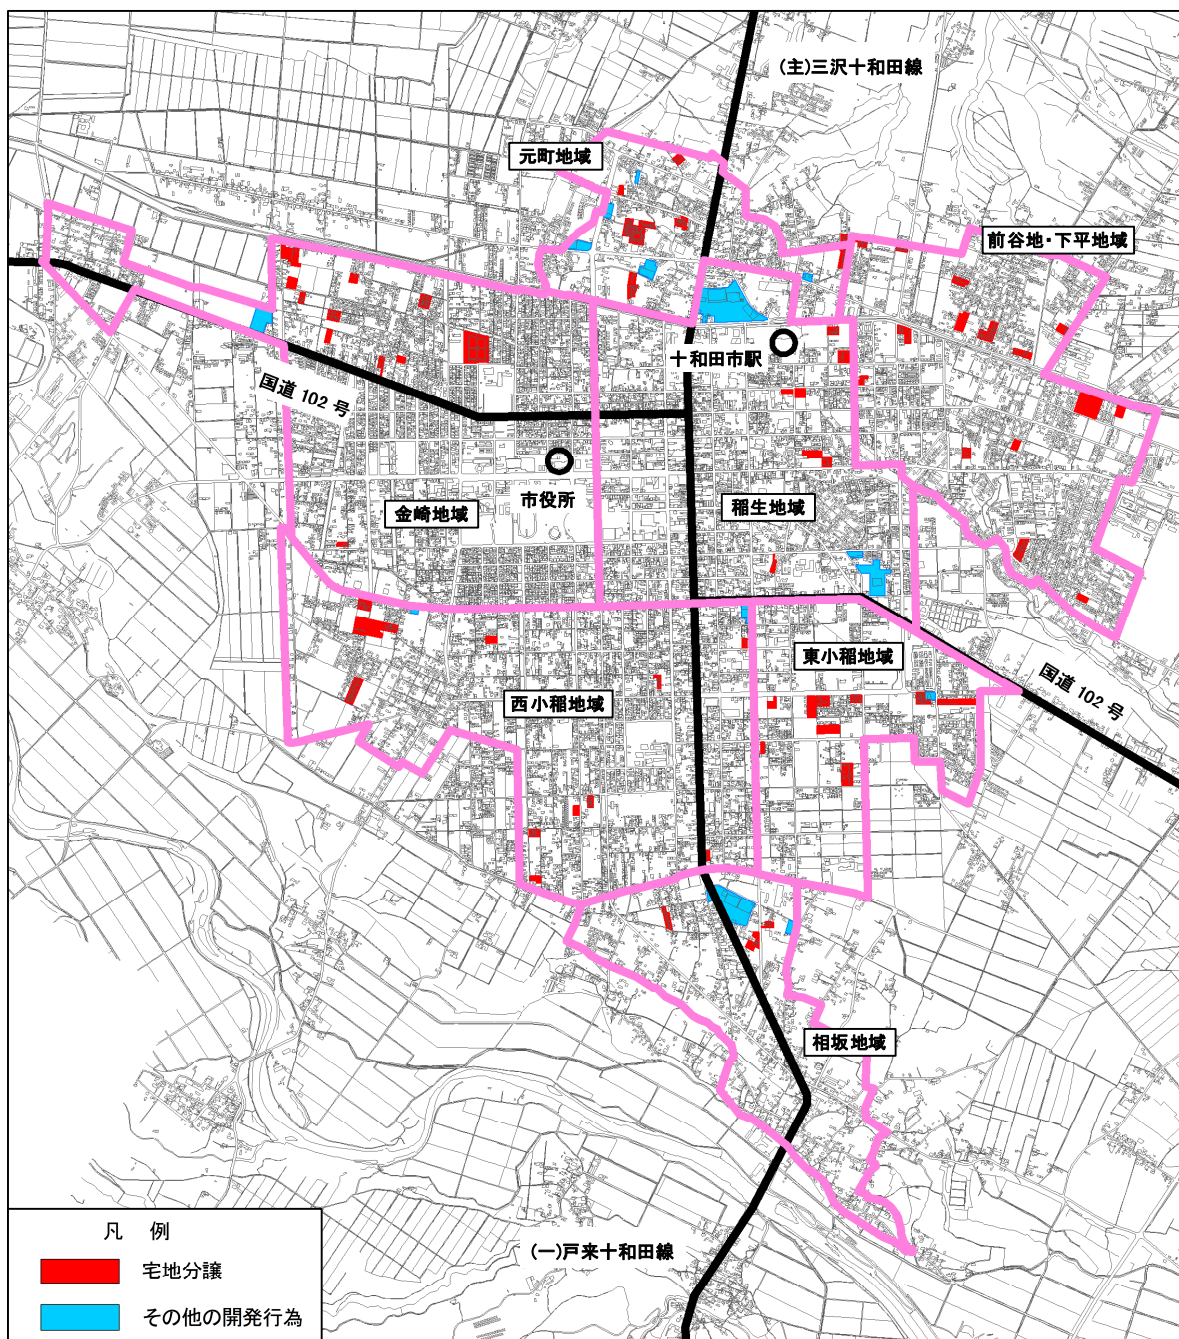 (主)三沢十和田線
元町地域
前谷地・下平地域
十和田市駅
国道 102 号
市役所
金崎地域
稲生地域
東小稲地域
国道 102 号
西小稲地域
相坂地域
(一)戸来十和田線
凡 例
宅地分譲
その他の開発行為